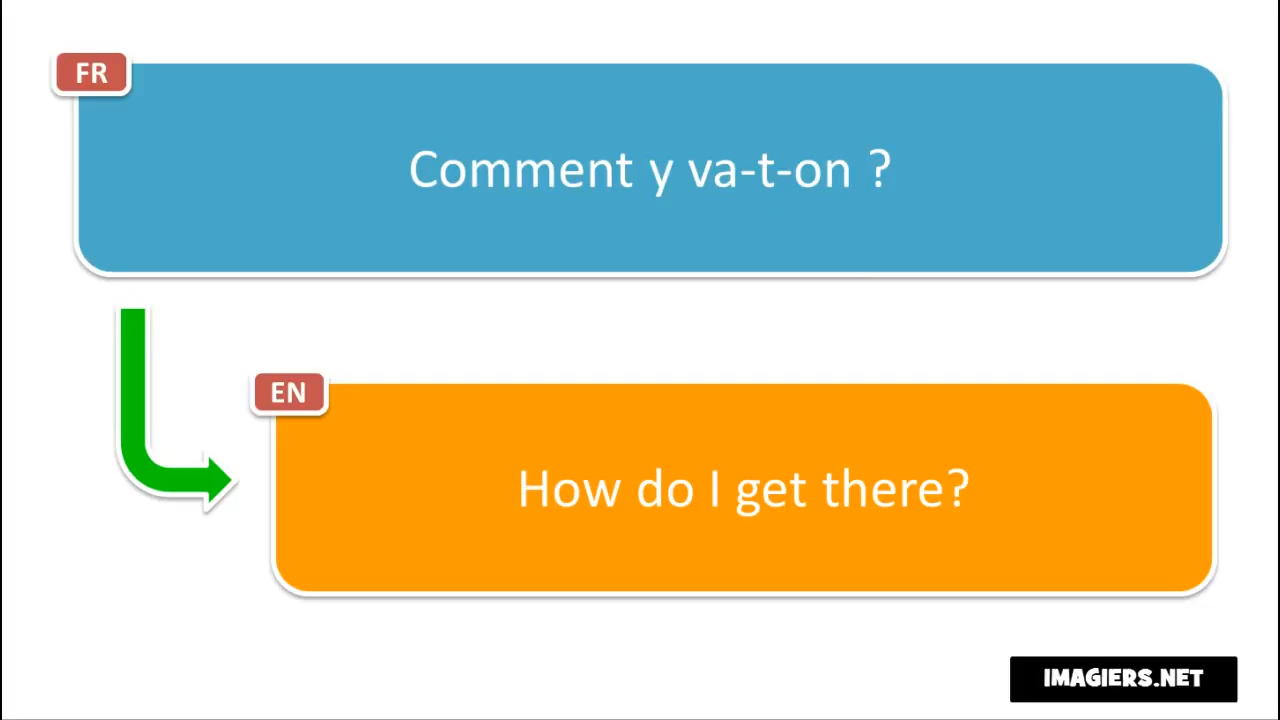 FR
Comment y va-t-on ?
EN
How do I get there?
IMAGIERS.NET